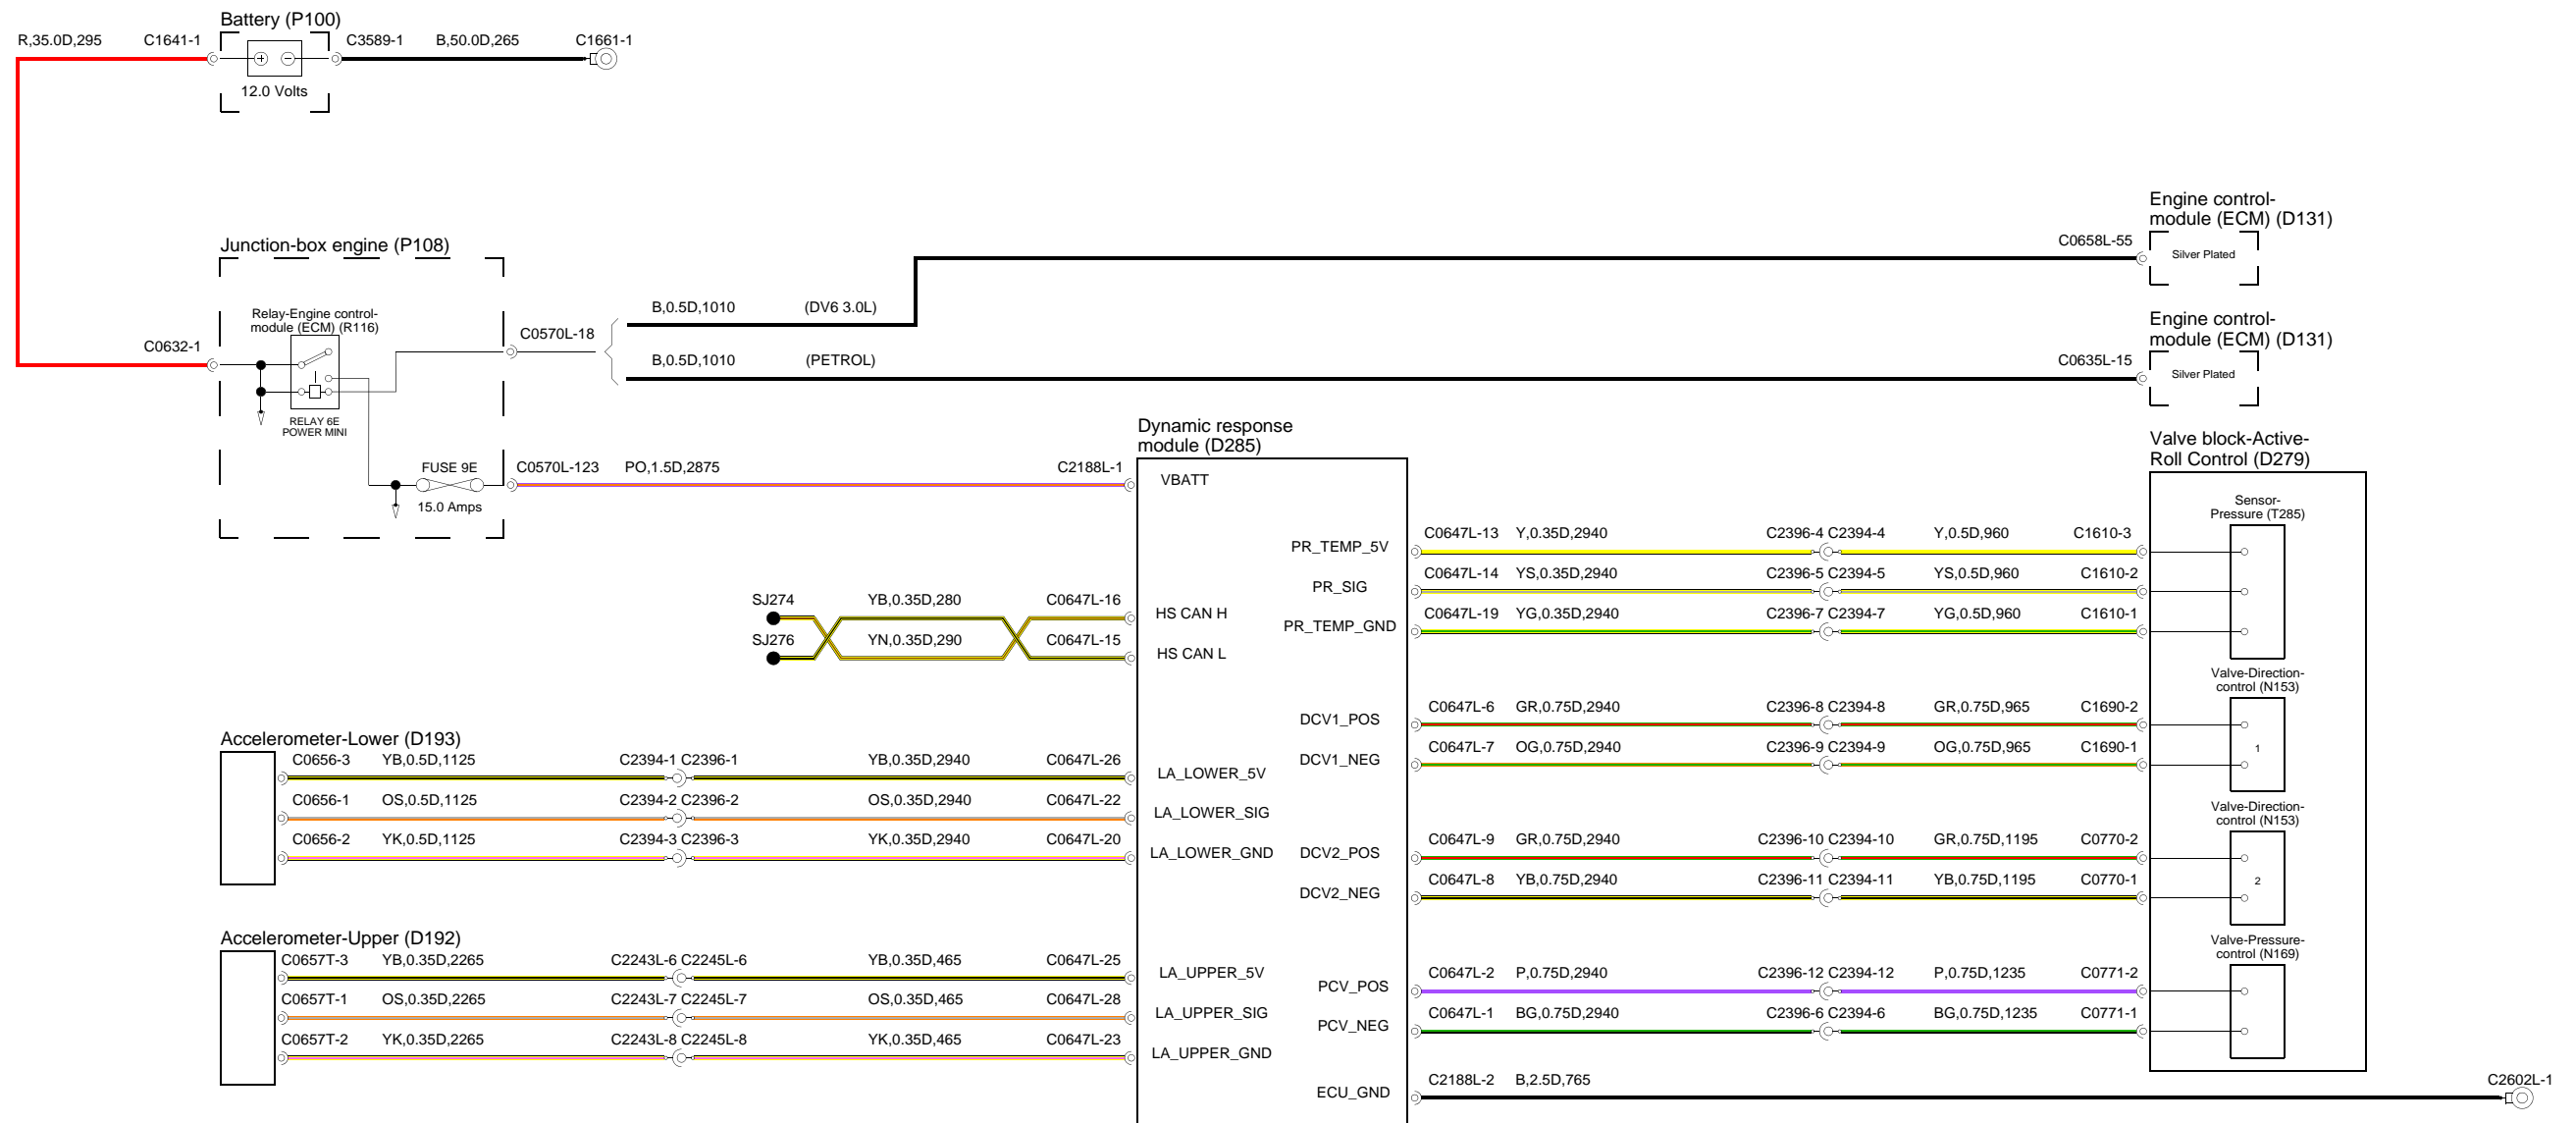 Battery (P100)
R,35.0D,295
C1641-1
C3589-1
B,50.0D,265
C1661-1
12.0 Volts
Engine control-
module (ECM) (D131)
C0658L-55
Silver Plated
Junction-box engine (P108)
Relay-Engine control-
module (ECM) (R116)
C0632-1
RELAY 6E
POWER MINI
C0570L-18
B,0.5D,1010
(DV6 3.0L)
B,0.5D,1010
(PETROL)
Engine control-
module (ECM) (D131)
C0635L-15
Silver Plated
FUSE 9E
15.0 Amps
C0570L-123
PO,1.5D,2875
C2188L-1
Dynamic response
module (D285)
VBATT
Valve block-Active-
Roll Control (D279)
Sensor-
Pressure (T285)
PR_TEMP_5V
C0647L-13
Y,0.35D,2940
C2396-4 C2394-4
Y,0.5D,960
C1610-3
PR_SIG
C0647L-14
YS,0.35D,2940
C2396-5 C2394-5
YS,0.5D,960
C1610-2
PR_TEMP_GND
C0647L-19
YG,0.35D,2940
C2396-7 C2394-7
YG,0.5D,960
C1610-1
SJ274
YB,0.35D,280
C0647L-16
HS CAN H
SJ276
YN,0.35D,290
C0647L-15
HS CAN L
Valve-Direction-
control (N153)
DCV1_POS
C0647L-6
GR,0.75D,2940
C2396-8 C2394-8
GR,0.75D,965
C1690-2
DCV1_NEG
C0647L-7
OG,0.75D,2940
C2396-9 C2394-9
OG,0.75D,965
C1690-1
1
Accelerometer-Lower (D193)
C0656-3
YB,0.5D,1125
C2394-1 C2396-1
YB,0.35D,2940
C0647L-26
LA_LOWER_5V
C0656-1
OS,0.5D,1125
C2394-2 C2396-2
OS,0.35D,2940
C0647L-22
LA_LOWER_SIG
C0656-2
YK,0.5D,1125
C2394-3 C2396-3
YK,0.35D,2940
C0647L-20
LA_LOWER_GND
Valve-Direction-
control (N153)
DCV2_POS
C0647L-9
GR,0.75D,2940
C2396-10 C2394-10
GR,0.75D,1195
C0770-2
DCV2_NEG
C0647L-8
YB,0.75D,2940
C2396-11 C2394-11
YB,0.75D,1195
C0770-1
2
Accelerometer-Upper (D192)
C0657T-3
YB,0.35D,2265
C2243L-6 C2245L-6
YB,0.35D,465
C0647L-25
LA_UPPER_5V
C0657T-1
OS,0.35D,2265
C2243L-7 C2245L-7
OS,0.35D,465
C0647L-28
LA_UPPER_SIG
C0657T-2
YK,0.35D,2265
C2243L-8 C2245L-8
YK,0.35D,465
C0647L-23
LA_UPPER_GND
Valve-Pressure-
control (N169)
PCV_POS
C0647L-2
P,0.75D,2940
C2396-12 C2394-12
P,0.75D,1235
C0771-2
PCV_NEG
C0647L-1
BG,0.75D,2940
C2396-6 C2394-6
BG,0.75D,1235
C0771-1
ECU_GND
C2188L-2
B,2.5D,765
C2602L-1